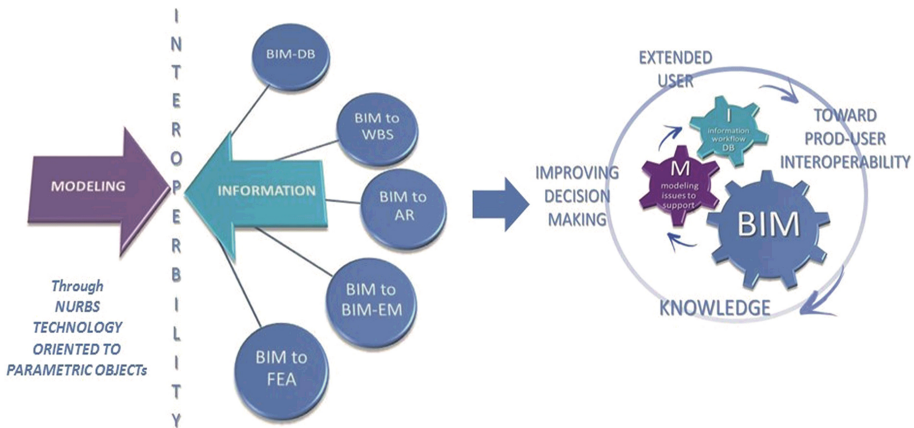 INTEROPERBILITY
MODELING
Through
NURBS
TECHNOLOGY
ORIENTED TO
PARAMETRIC OBJECTs
INFORMATION
BIM-DB
BIM to
WBS
BIM to
AR
BIM to
BIM-EM
BIM to
FEA
IMPROVING
DECISION
MAKING
EXTENDED
USER
TOWARD
PROD-USER
INTEROPERABILITY
I
information
workflow
DB
M
modeling
issues to
support
BIM
KNOWLEDGE